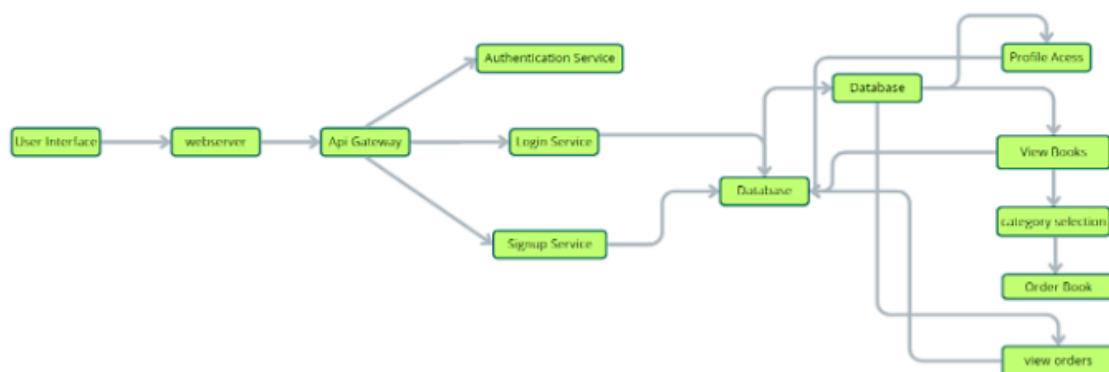 User Interface
webserver
Api Gateway
Authentication Service
Login Service
Signup Service
Database
Database
Profile Acess
View Books
category selection
Order Book
view orders